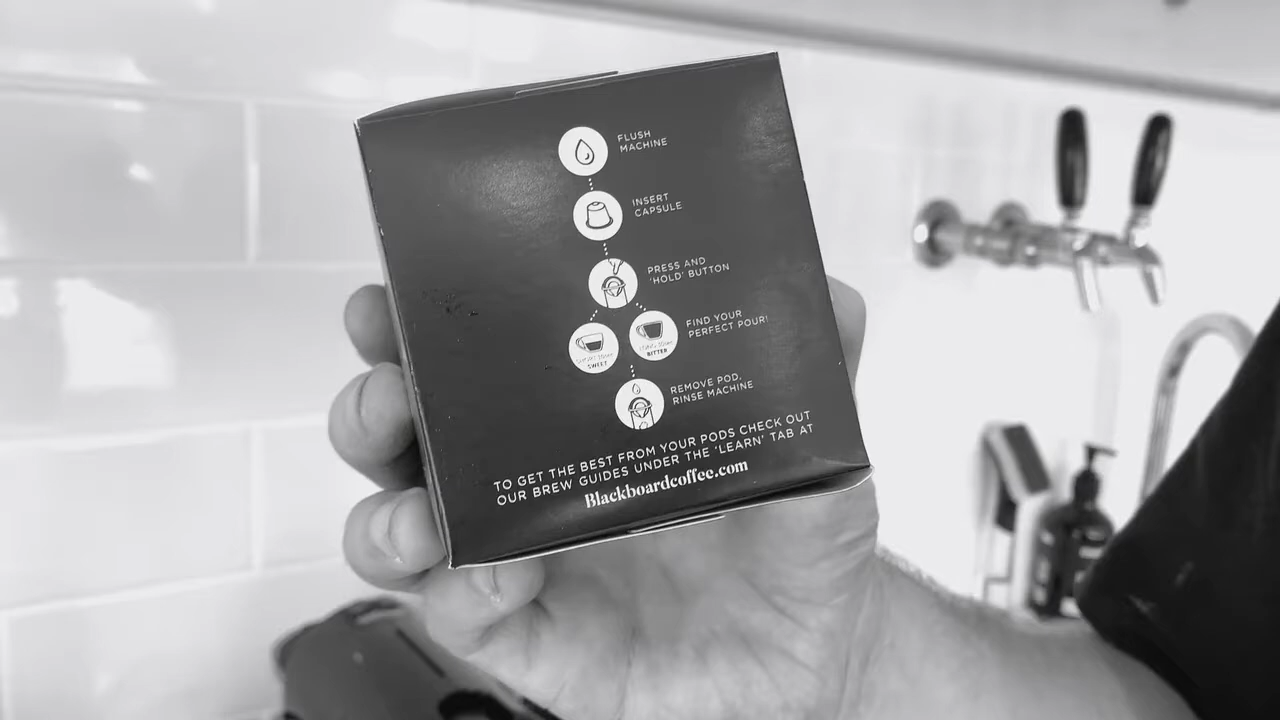 FLUSH
MACHINE
INSERT
CAPSULE
PRESS AND
'HOLD' BUTTON
FIND YOUR
PERFECT POUR!
SWEET
BITTER
REMOVE POD,
RINSE MACHINE
TO GET THE BEST FROM YOUR PODS CHECK OUT
OUR BREW GUIDES UNDER THE 'LEARN' TAB AT
Blackboardcoffee.com